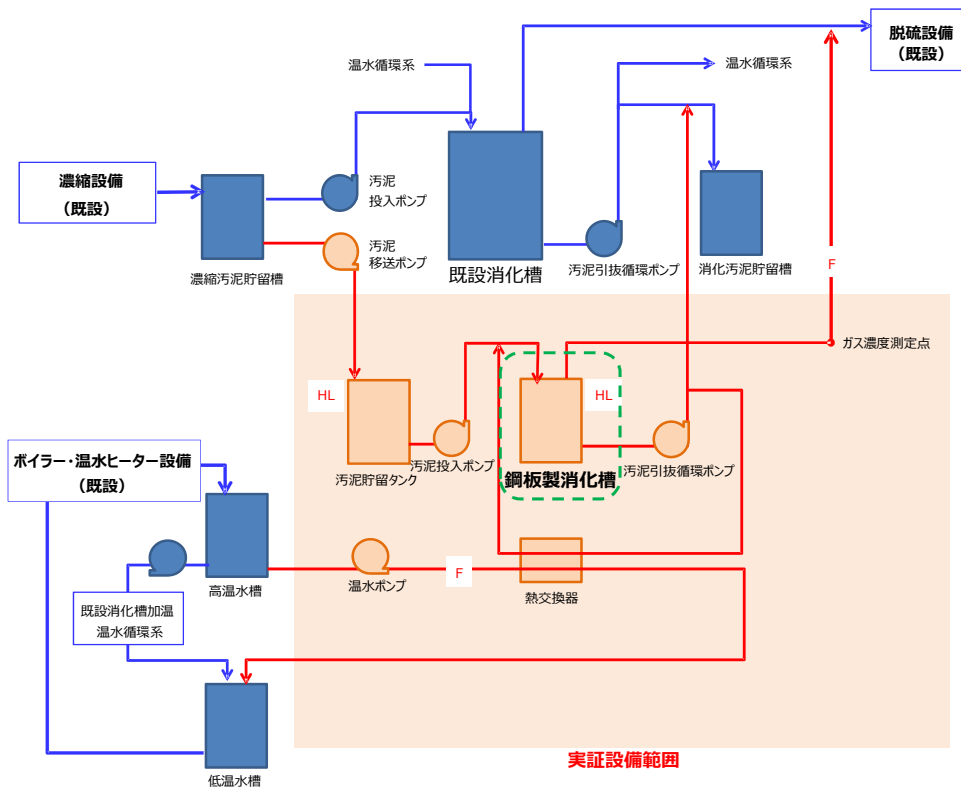 脱硫設備
（既設）
温水循環系
温水循環系
濃縮設備
（既設）
汚泥
投入ポンプ
汚泥
移送ポンプ
濃縮汚泥貯留槽
既設消化槽
汚泥引抜循環ポンプ
消化汚泥貯留槽
F
ガス濃度測定点
HL
HL
汚泥貯留タンク
汚泥投入ポンプ
鋼板製消化槽
汚泥引抜循環ポンプ
ボイラー・温水ヒーター設備
（既設）
高温水槽
温水ポンプ
F
熱交換器
既設消化槽加温
温水循環系
低温水槽
実証設備範囲